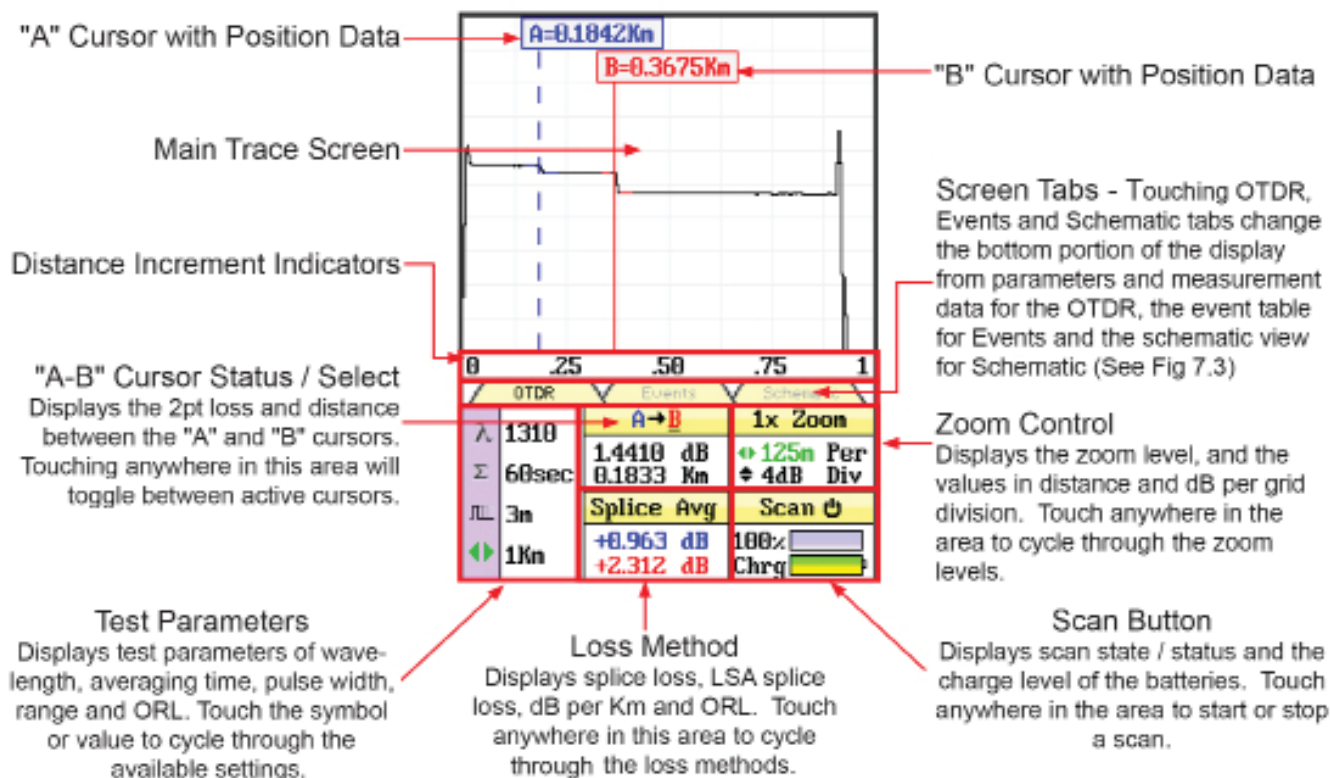 "A" Cursor with Position Data
A=0.1842Km
B=0.3675Km
"B" Cursor with Position Data
Main Trace Screen
Distance Increment Indicators
Screen Tabs - Touching OTDR,
Events and Schematic tabs change
the bottom portion of the display
from parameters and measurement
data for the OTDR, the event table
for Events and the schematic view
for Schematic (See Fig 7.3)
0 .25 .50 .75 1
OTDR Events Schematic
"A-B" Cursor Status / Select
Displays the 2pt loss and distance
between the "A" and "B" cursors.
Touching anywhere in this area will
toggle between active cursors.
λ 1310
Σ 60sec
3m
1Km
A→B
1.4410 dB
0.1833 Km
Splice Avg
+0.963 dB
+2.312 dB
1x Zoom
125m Per
4dB Div
Scan
100%
Chrg
Zoom Control
Displays the zoom level, and the
values in distance and dB per grid
division. Touch anywhere in the
area to cycle through the zoom
levels.
Test Parameters
Displays test parameters of wave-
length, averaging time, pulse width,
range and ORL. Touch the symbol
or value to cycle through the
available settings.
Loss Method
Displays splice loss, LSA splice
loss, dB per Km and ORL. Touch
anywhere in this area to cycle
through the loss methods.
Scan Button
Displays scan state / status and the
charge level of the batteries. Touch
anywhere in the area to start or stop
a scan.